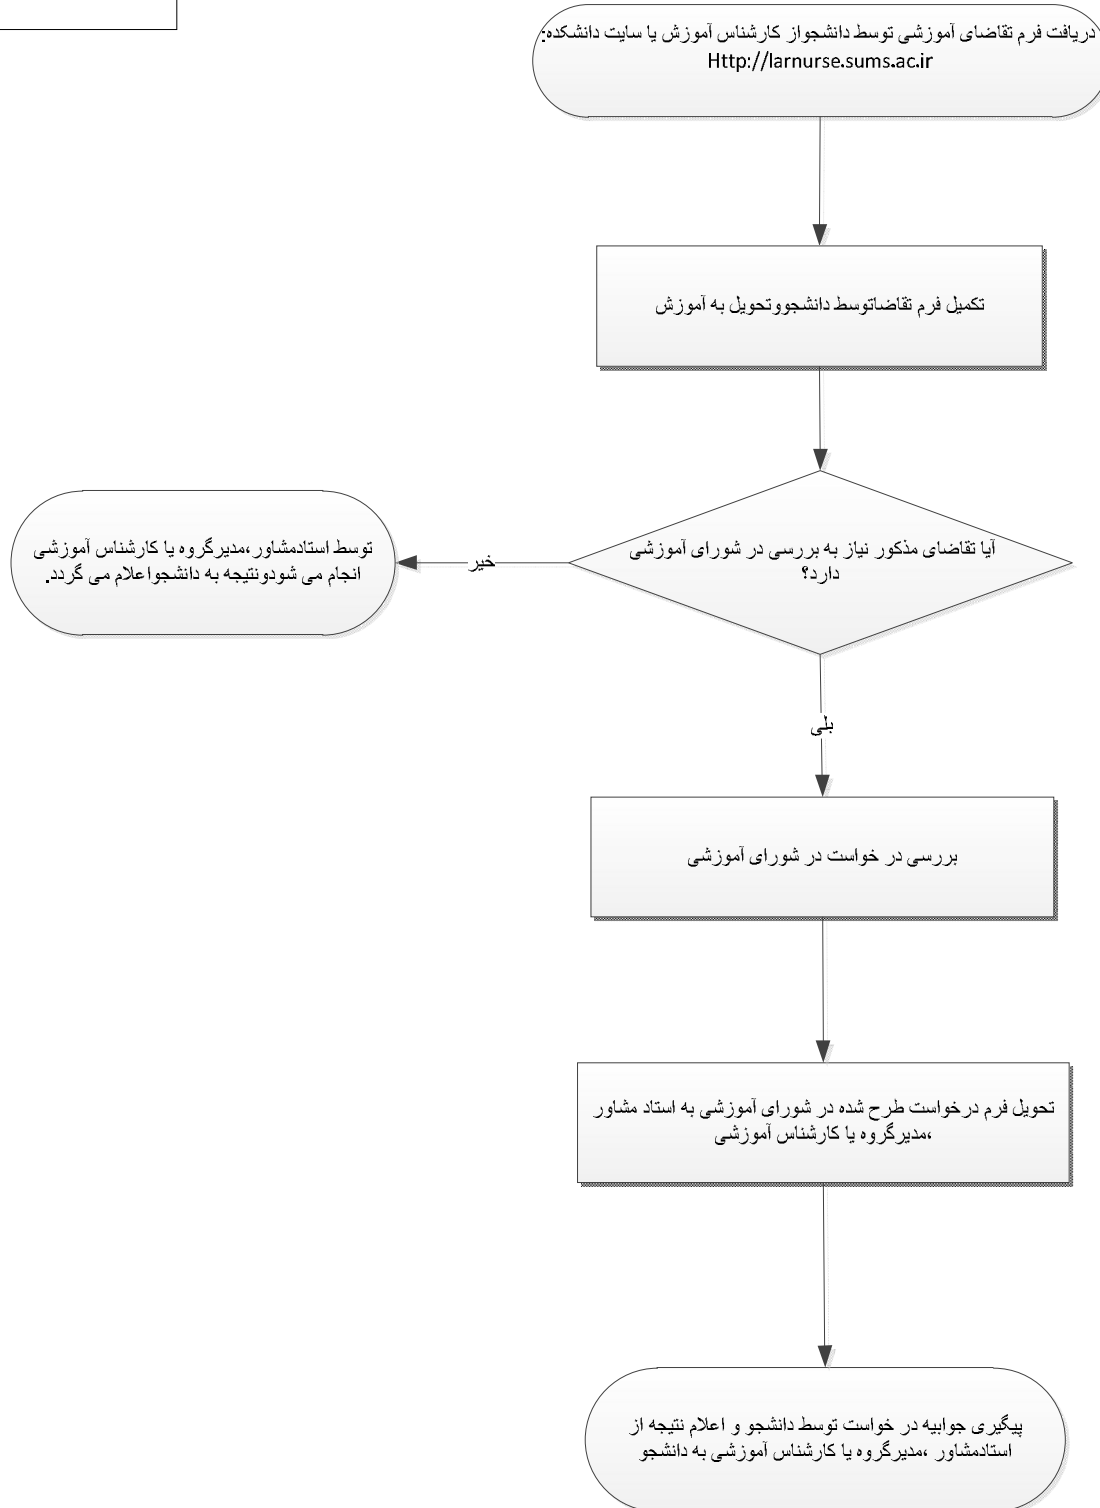 دریافت فرم تقاضای آموزشی توسط دانشجواز کارشناس آموزش یا سایت دانشکده:
Http://larnurse.sums.ac.ir
تکمیل فرم تقاضاتوسط دانشجووتحویل به آموزش
آیا تقاضای مذکور نیاز به بررسی در شورای آموزشی
دارد؟
خیر
توسط استادمشاور،مدیرگروه یا کارشناس آموزشی
انجام می شودونتیجه به دانشجواعلام می گردد.
بلی
بررسی در خواست در شورای آموزشی
تحویل فرم درخواست طرح شده در شورای آموزشی به استاد مشاور
،مدیرگروه یا کارشناس آموزشی
پیگیری جوابیه در خواست توسط دانشجو و اعلام نتیجه از
استادمشاور ،مدیرگروه یا کارشناس آموزشی به دانشجو